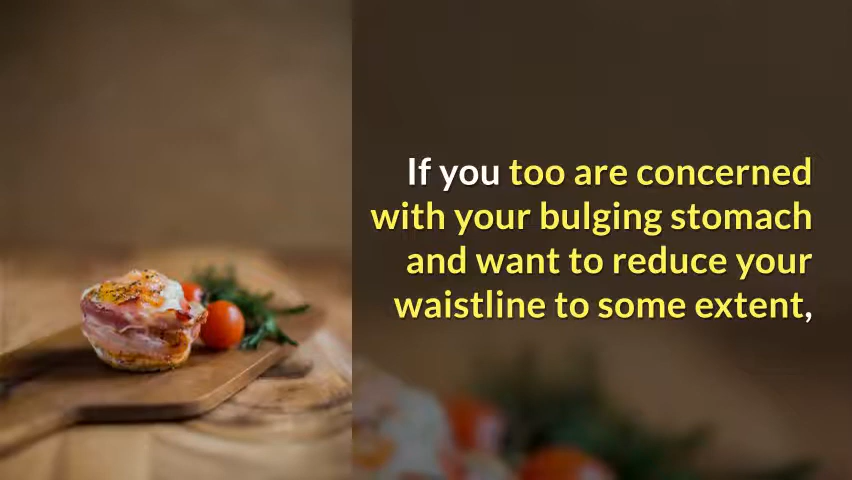 If you too are concerned
with your bulging stomach
and want to reduce your
waistline to some extent,